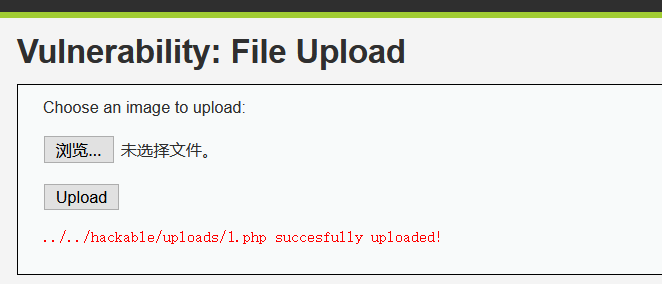 Vulnerability: File Upload
Choose an image to upload:
浏览... 未选择文件。
Upload
../../hackable/uploads/1.php succesfully uploaded!